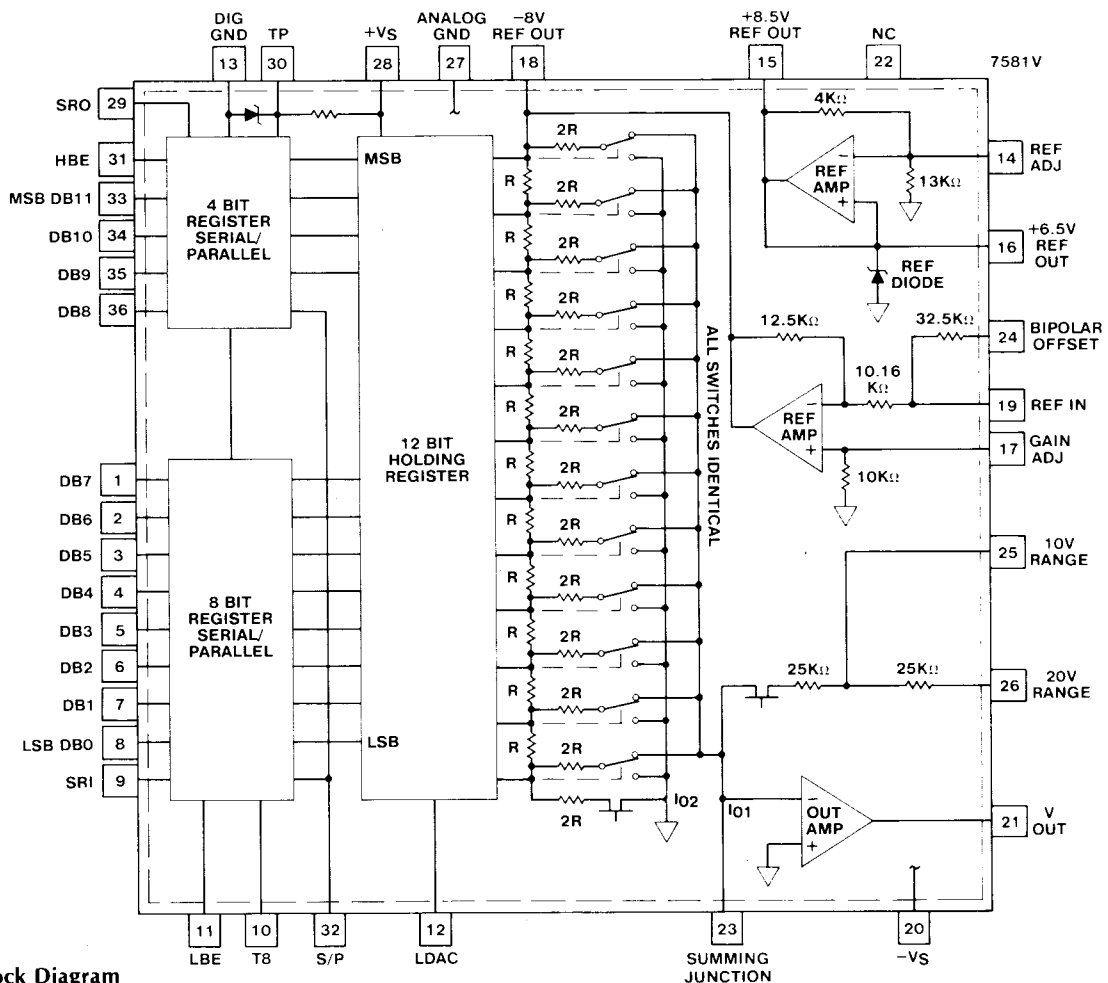 DIG
GND
TP
+VS
ANALOG
GND
−8V
REF OUT
+8.5V
REF OUT
NC
13
30
28
27
18
15
22
7581V
SRO
29
HBE
31
MSB DB11
33
DB10
34
DB9
35
DB8
36
4 BIT
REGISTER
SERIAL/
PARALLEL
DB7
1
DB6
2
DB5
3
DB4
4
DB3
5
DB2
6
DB1
7
LSB DB0
8
SRI
9
8 BIT
REGISTER
SERIAL/
PARALLEL
MSB
12 BIT
HOLDING
REGISTER
LSB
2R
R
2R
R
2R
R
2R
R
2R
R
2R
R
2R
R
2R
R
2R
R
2R
R
2R
R
2R
2R
IO2
ALL SWITCHES IDENTICAL
4KΩ
REF
AMP
−
+
13KΩ
14
REF
ADJ
16
+6.5V
REF
OUT
REF
DIODE
12.5KΩ
32.5KΩ
24
BIPOLAR
OFFSET
10.16
KΩ
19
REF IN
REF
AMP
−
+
17
GAIN
ADJ
10KΩ
25
10V
RANGE
25KΩ
25KΩ
26
20V
RANGE
IO1
−
OUT
AMP
+
21
V
OUT
11
10
32
12
23
20
LBE
T8
S/P
LDAC
SUMMING
JUNCTION
−VS
ock Diagram